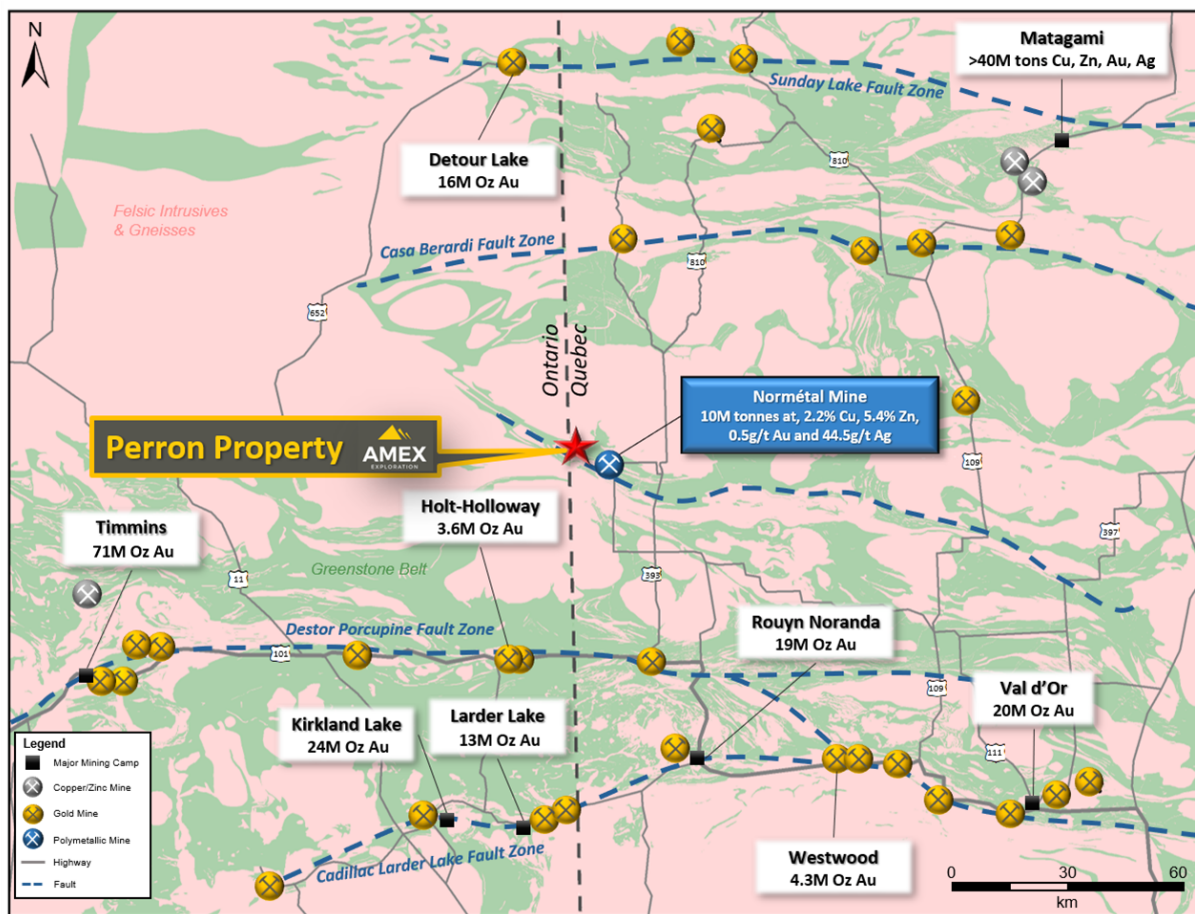 N
Matagami
>40M tons Cu, Zn, Au, Ag
Sunday Lake Fault Zone
Detour Lake
16M Oz Au
810
Felsic Intrusives
& Gneisses
Casa Berardi Fault Zone
810
652
Ontario
Quebec
Normétal Mine
10M tonnes at, 2.2% Cu, 5.4% Zn,
0.5g/t Au and 44.5g/t Ag
Perron Property
AMEX
EXPLORATION
109
Holt-Holloway
3.6M Oz Au
Timmins
71M Oz Au
397
11
Greenstone Belt
393
Destor Porcupine Fault Zone
101
Rouyn Noranda
19M Oz Au
109
Val d'Or
20M Oz Au
Kirkland Lake
24M Oz Au
Larder Lake
13M Oz Au
111
Legend
Major Mining Camp
Copper/Zinc Mine
Gold Mine
Polymetallic Mine
Highway
Fault
Cadillac Larder Lake Fault Zone
Westwood
4.3M Oz Au
0 30 60
km